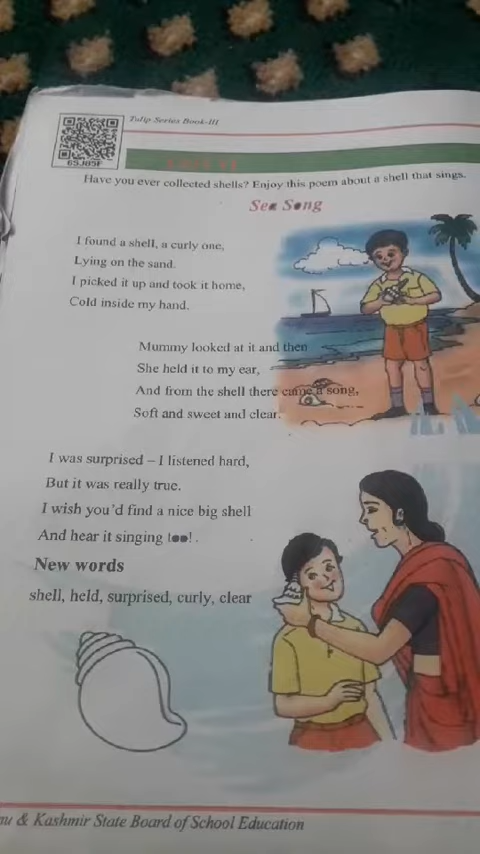 Tulip Series Book-III
65J85F
Have you ever collected shells? Enjoy this poem about a shell that sings.
Sea Song
I found a shell, a curly one,
Lying on the sand.
I picked it up and took it home,
Cold inside my hand.
Mummy looked at it and then
She held it to my ear,
And from the shell there came a song,
Soft and sweet and clear.
I was surprised – I listened hard,
But it was really true.
I wish you'd find a nice big shell
And hear it singing too! .
New words
shell, held, surprised, curly, clear
& Kashmir State Board of School Education